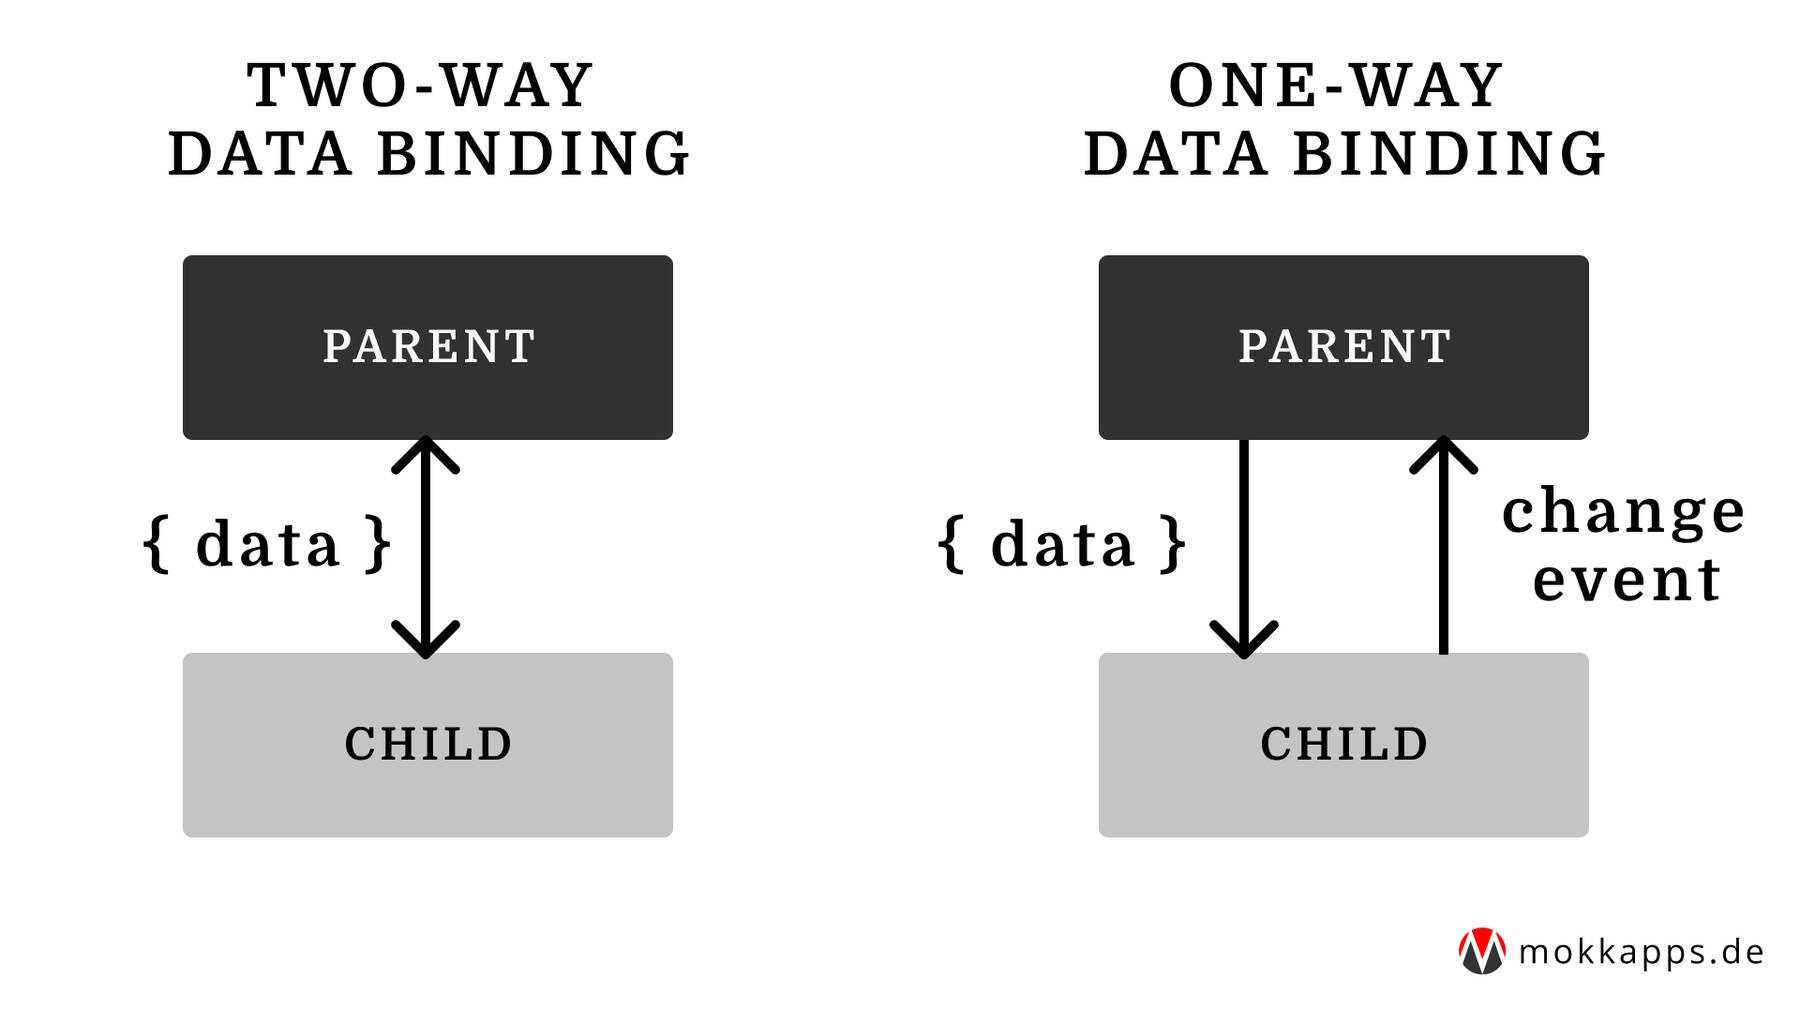 TWO-WAY
DATA BINDING
PARENT
{ data }
CHILD
ONE-WAY
DATA BINDING
PARENT
{ data }
change
event
CHILD
mokkapps.de